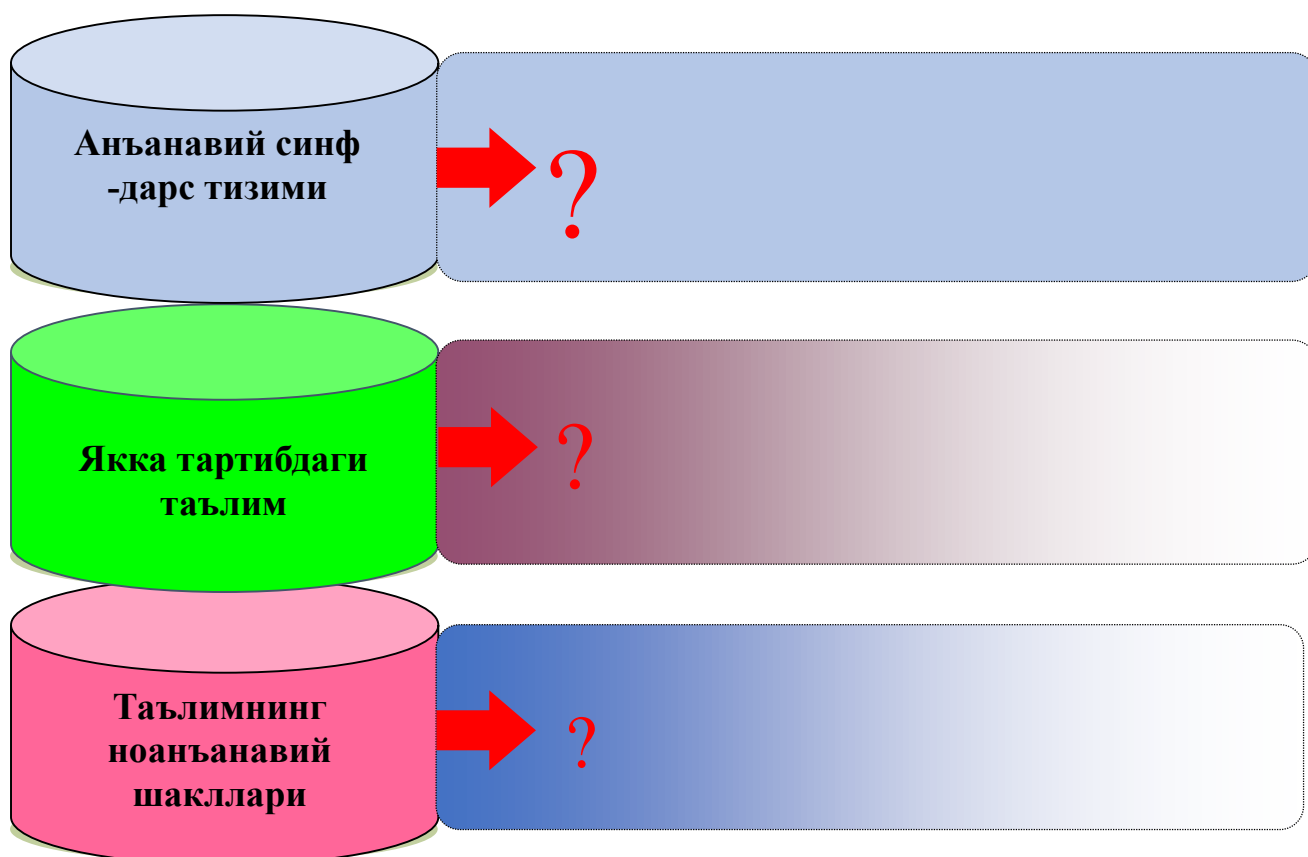 Анъанавий синф
-дарс тизими
?
Якка тартибдаги
таълим
?
Таълимнинг
ноанъанавий
шакллари
?